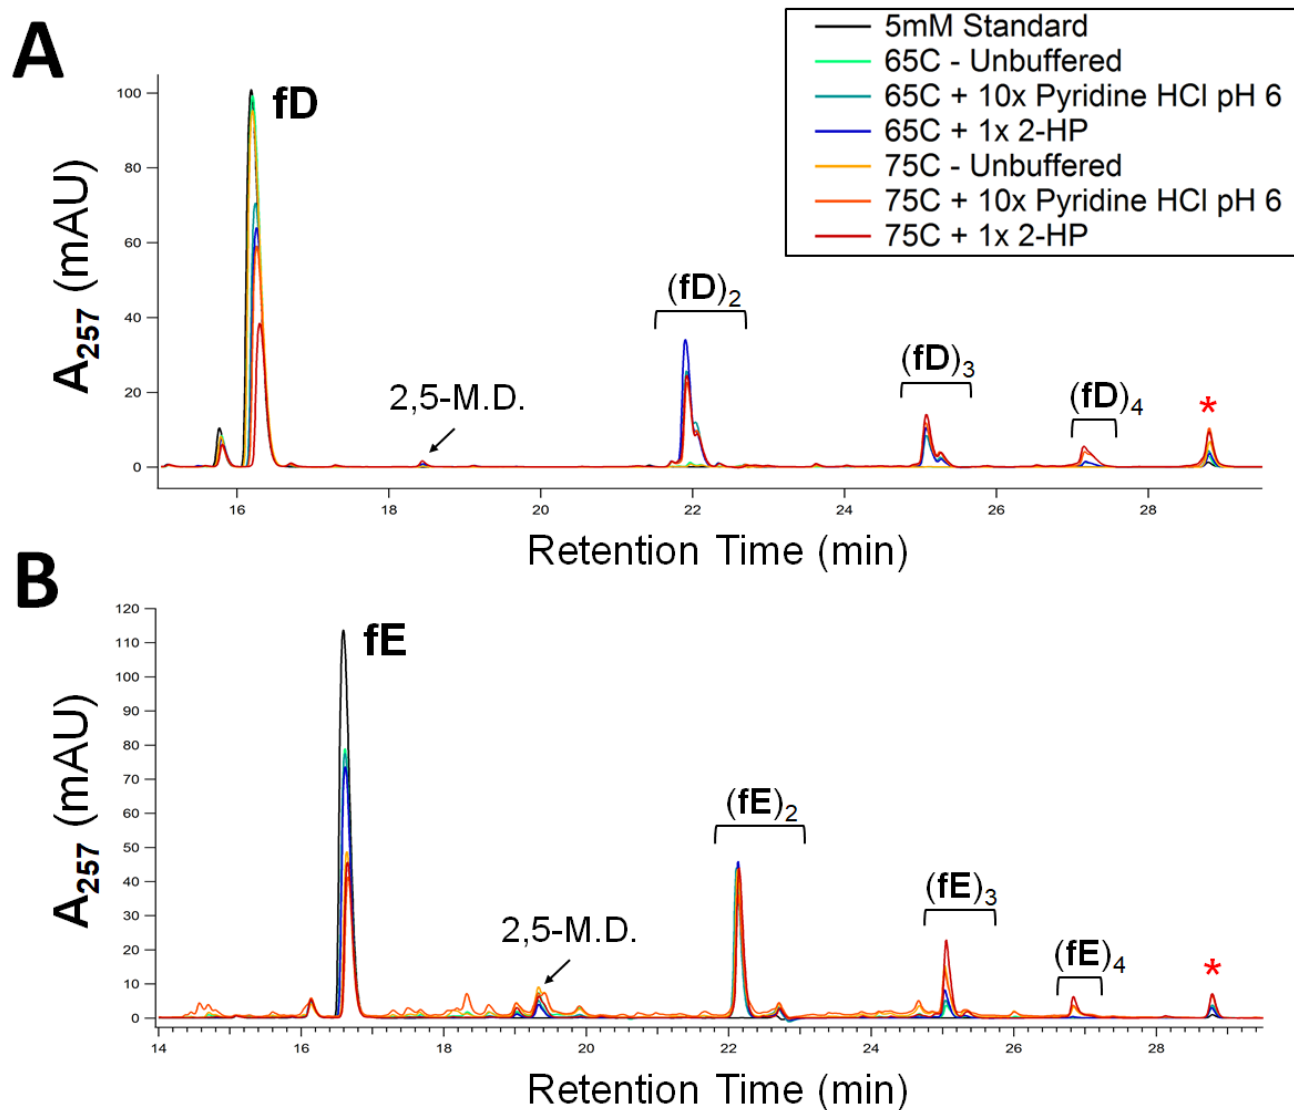 A
5mM Standard
65C - Unbuffered
65C + 10x Pyridine HCl pH 6
65C + 1x 2-HP
75C - Unbuffered
75C + 10x Pyridine HCl pH 6
75C + 1x 2-HP
fD
(fD)2
(fD)3
(fD)4
2,5-M.D.
*
A257 (mAU)
100
80
60
40
20
0
16 18 20 22 24 26 28
Retention Time (min)
B
fE
(fE)2
(fE)3
(fE)4
2,5-M.D.
*
A257 (mAU)
120
110
100
90
80
70
60
50
40
30
20
10
0
14 16 18 20 22 24 26 28
Retention Time (min)